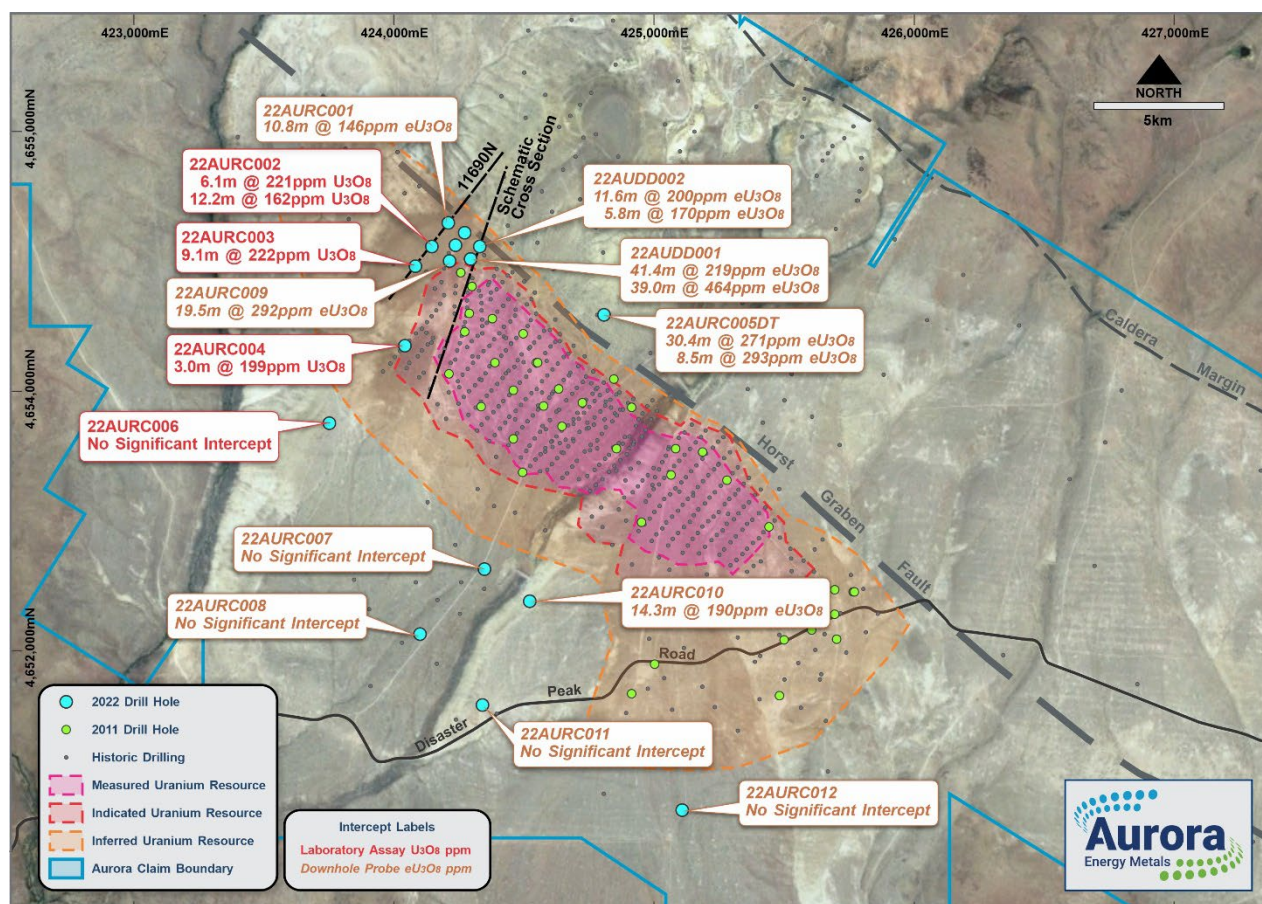 423,000mE
424,000mE
425,000mE
426,000mE
427,000mE
NORTH
5km
4,655,000mN
4,654,000mN
4,652,000mN
22AURC001
10.8m @ 146ppm eU₃O₈
22AURC002
6.1m @ 221ppm U₃O₈
12.2m @ 162ppm U₃O₈
22AURC003
9.1m @ 222ppm U₃O₈
22AURC009
19.5m @ 292ppm eU₃O₈
22AURC004
3.0m @ 199ppm U₃O₈
22AURC006
No Significant Intercept
22AURC007
No Significant Intercept
22AURC008
No Significant Intercept
11690N
Schematic
Cross Section
22AUDD002
11.6m @ 200ppm eU₃O₈
5.8m @ 170ppm eU₃O₈
22AUDD001
41.4m @ 219ppm eU₃O₈
39.0m @ 464ppm eU₃O₈
22AURC005DT
30.4m @ 271ppm eU₃O₈
8.5m @ 293ppm eU₃O₈
Caldera
Margin
Horst
Graben
Fault
22AURC010
14.3m @ 190ppm eU₃O₈
Disaster
Peak
Road
22AURC011
No Significant Intercept
22AURC012
No Significant Intercept
2022 Drill Hole
2011 Drill Hole
Historic Drilling
Measured Uranium Resource
Indicated Uranium Resource
Inferred Uranium Resource
Aurora Claim Boundary
Intercept Labels
Laboratory Assay U₃O₈ ppm
Downhole Probe eU₃O₈ ppm
Aurora
Energy Metals